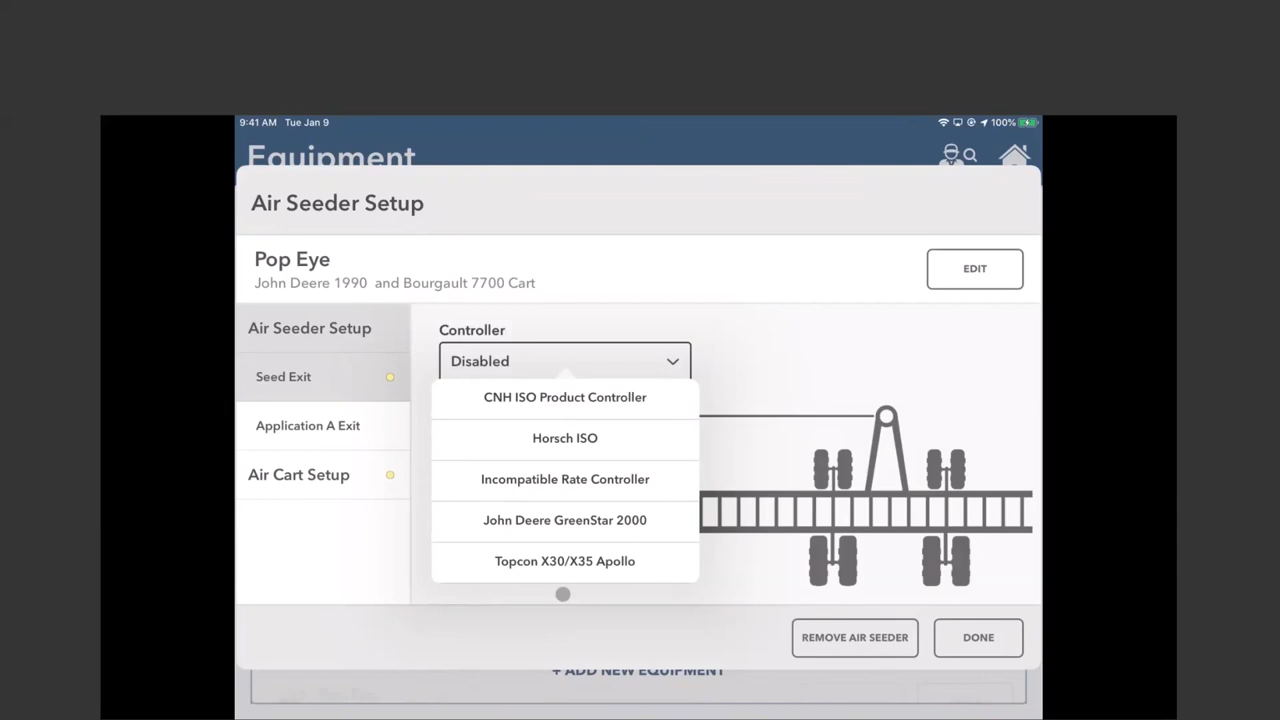 9:41 AM Tue Jan 9
100%
Equipment
Air Seeder Setup
Pop Eye
John Deere 1990 and Bourgault 7700 Cart
EDIT
Air Seeder Setup
Seed Exit
Application A Exit
Air Cart Setup
Controller
Disabled
CNH ISO Product Controller
Horsch ISO
Incompatible Rate Controller
John Deere GreenStar 2000
Topcon X30/X35 Apollo
REMOVE AIR SEEDER
DONE
+ ADD NEW EQUIPMENT